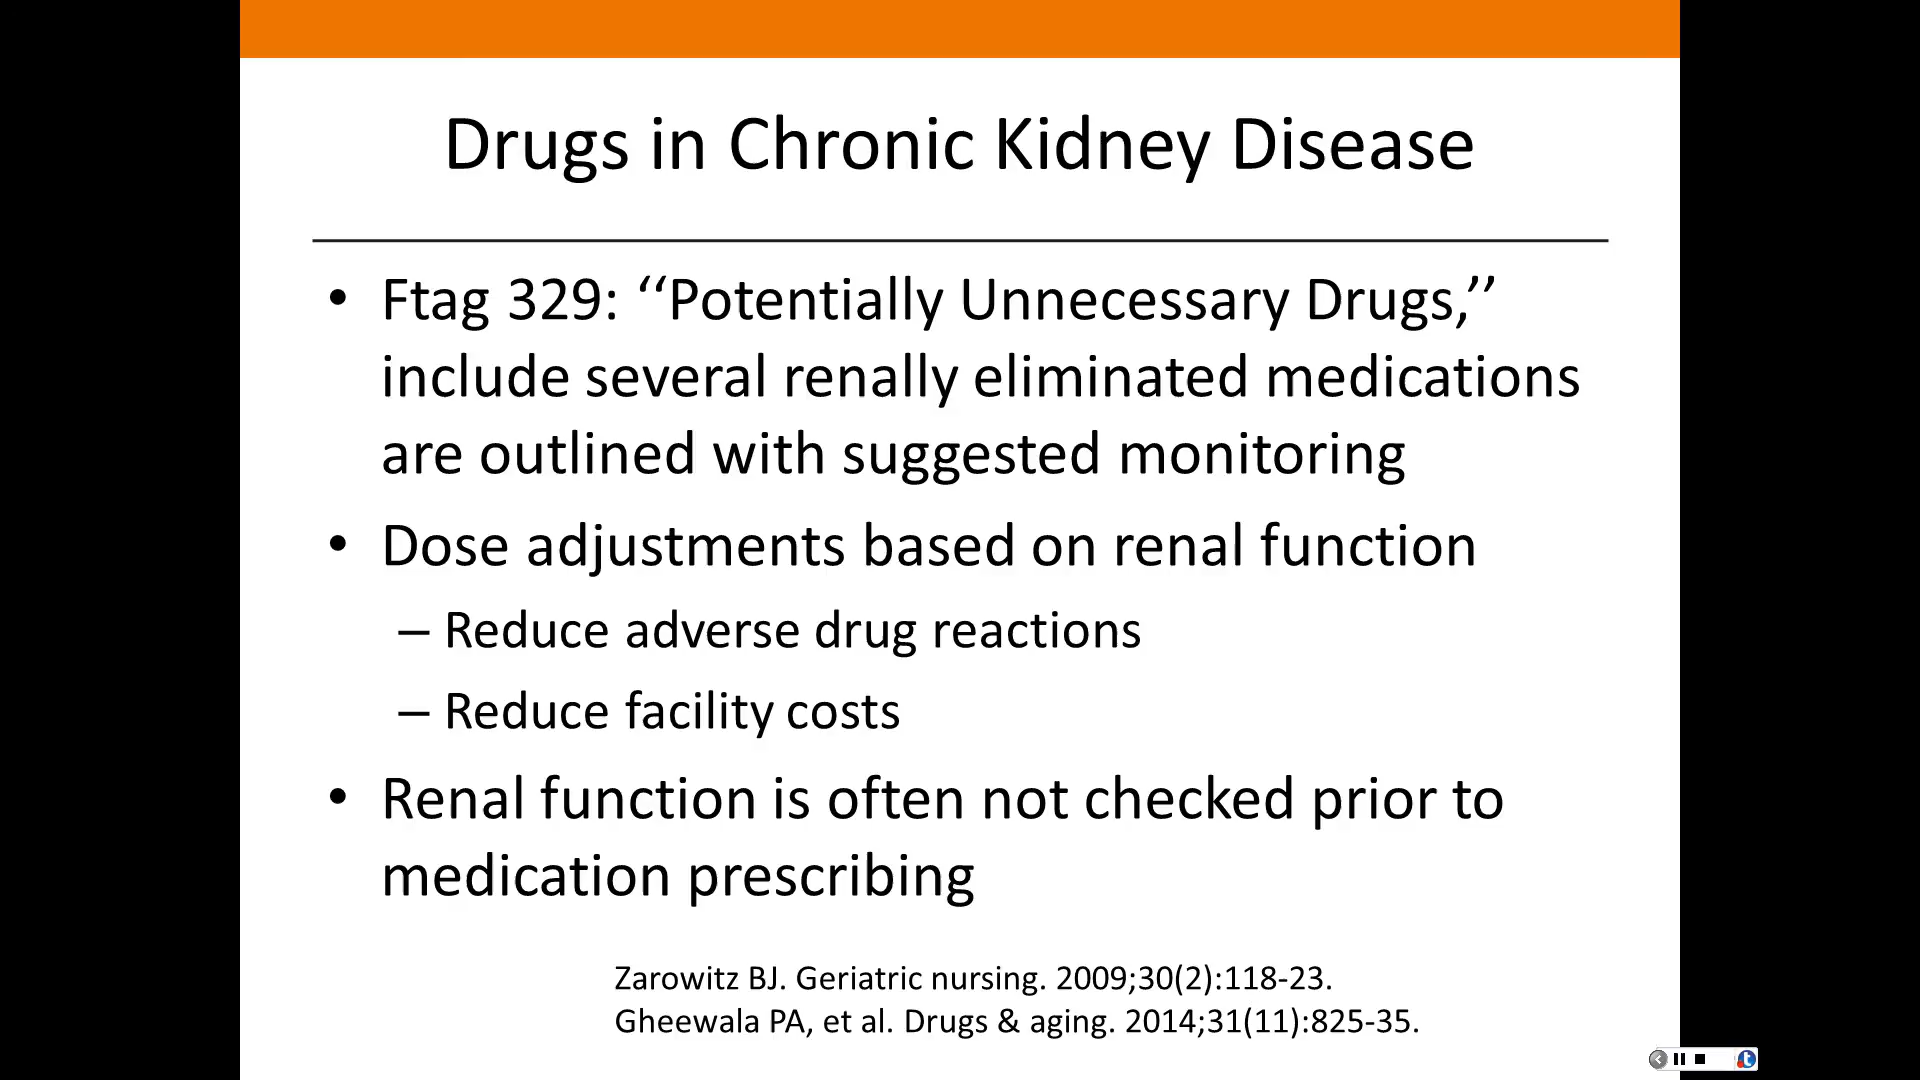 Drugs in Chronic Kidney Disease
• Ftag 329: ‘‘Potentially Unnecessary Drugs,’’
include several renally eliminated medications
are outlined with suggested monitoring
• Dose adjustments based on renal function
– Reduce adverse drug reactions
– Reduce facility costs
• Renal function is often not checked prior to
medication prescribing
Zarowitz BJ. Geriatric nursing. 2009;30(2):118-23.
Gheewala PA, et al. Drugs & aging. 2014;31(11):825-35.
t